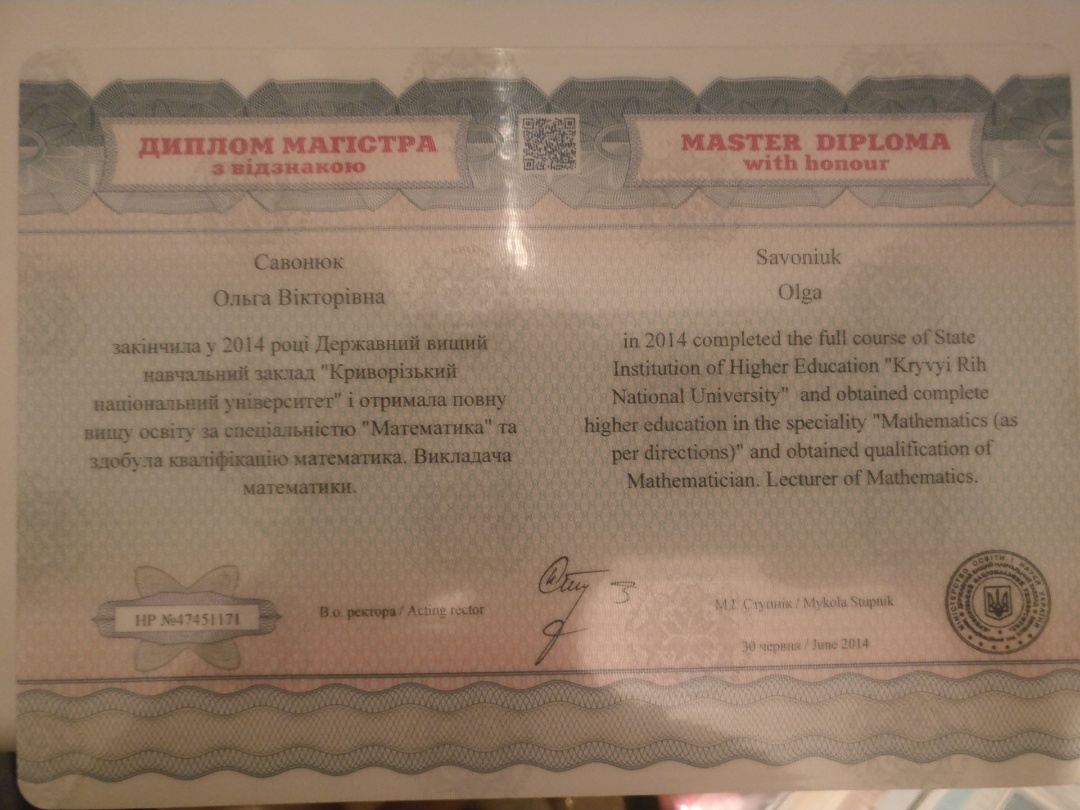 ДИПЛОМ МАГІСТРА
з відзнакою
Савонюк
Ольга Вікторівна
закінчила у 2014 році Державний вищий
навчальний заклад "Криворізький
національний університет" і отримала повну
вищу освіту за спеціальністю "Математика" та
здобула кваліфікацію математика. Викладача
математики.
НР №47451171
В.о. ректора / Acting rector
MASTER DIPLOMA
with honour
Savoniuk
Olga
in 2014 completed the full course of State
Institution of Higher Education "Kryvyi Rih
National University" and obtained complete
higher education in the speciality "Mathematics (as
per directions)" and obtained qualification of
Mathematician. Lecturer of Mathematics.
М.І. Ступнік / Mykola Stupnik
30 червня / June 2014
МІНІСТЕРСТВО ОСВІТИ І НАУКИ УКРАЇНИ